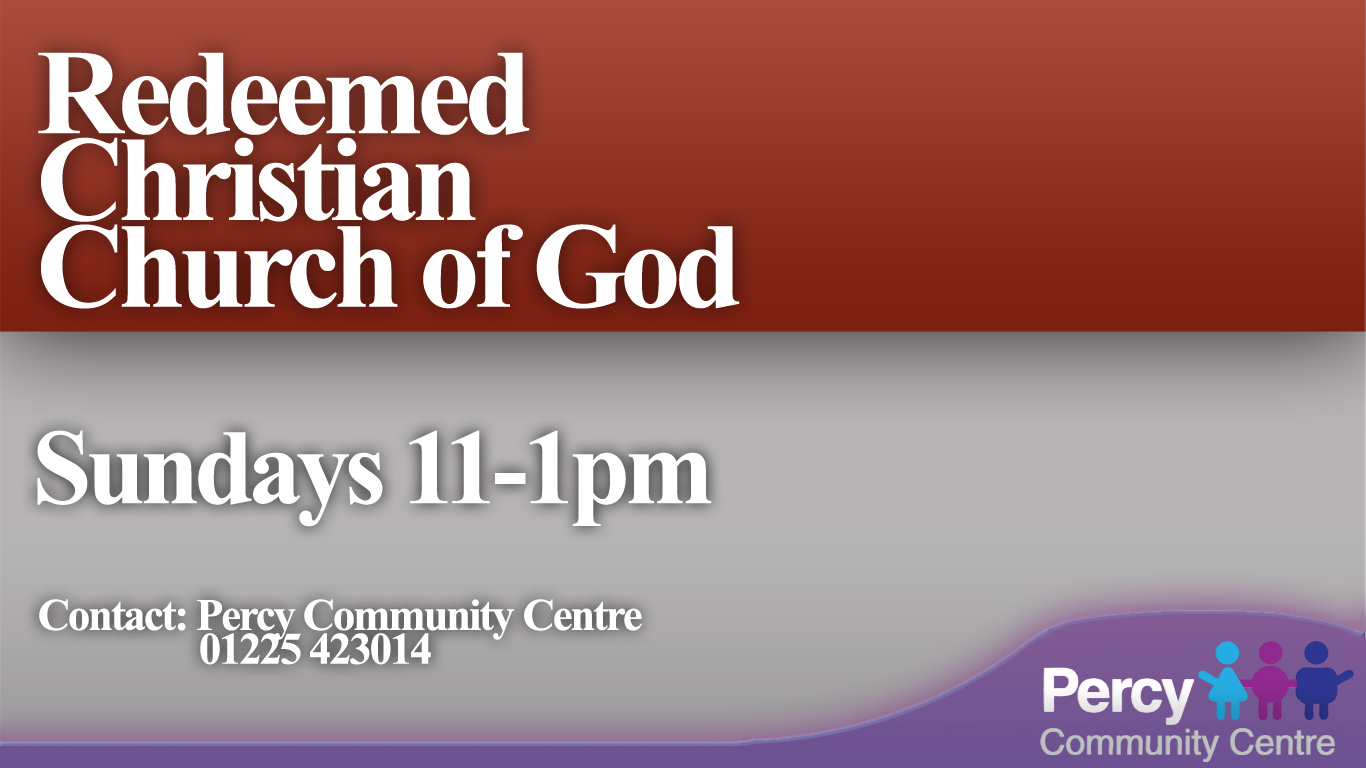 Redeemed
Christian
Church of God
Sundays 11-1pm
Contact: Percy Community Centre
01225 423014
Percy
Community Centre